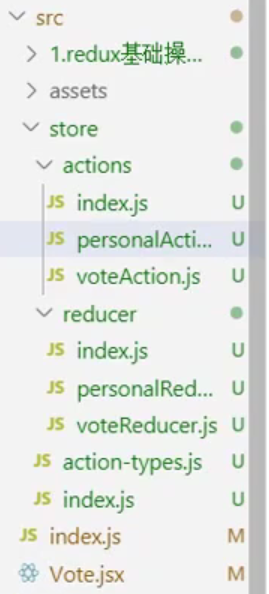 src
1.redux基础操...
assets
store
actions
JS index.js U
JS personalActi... U
JS voteAction.js U
reducer
JS index.js U
JS personalRed... U
JS voteReducer.js U
JS action-types.js U
JS index.js U
JS index.js M
Vote.jsx M